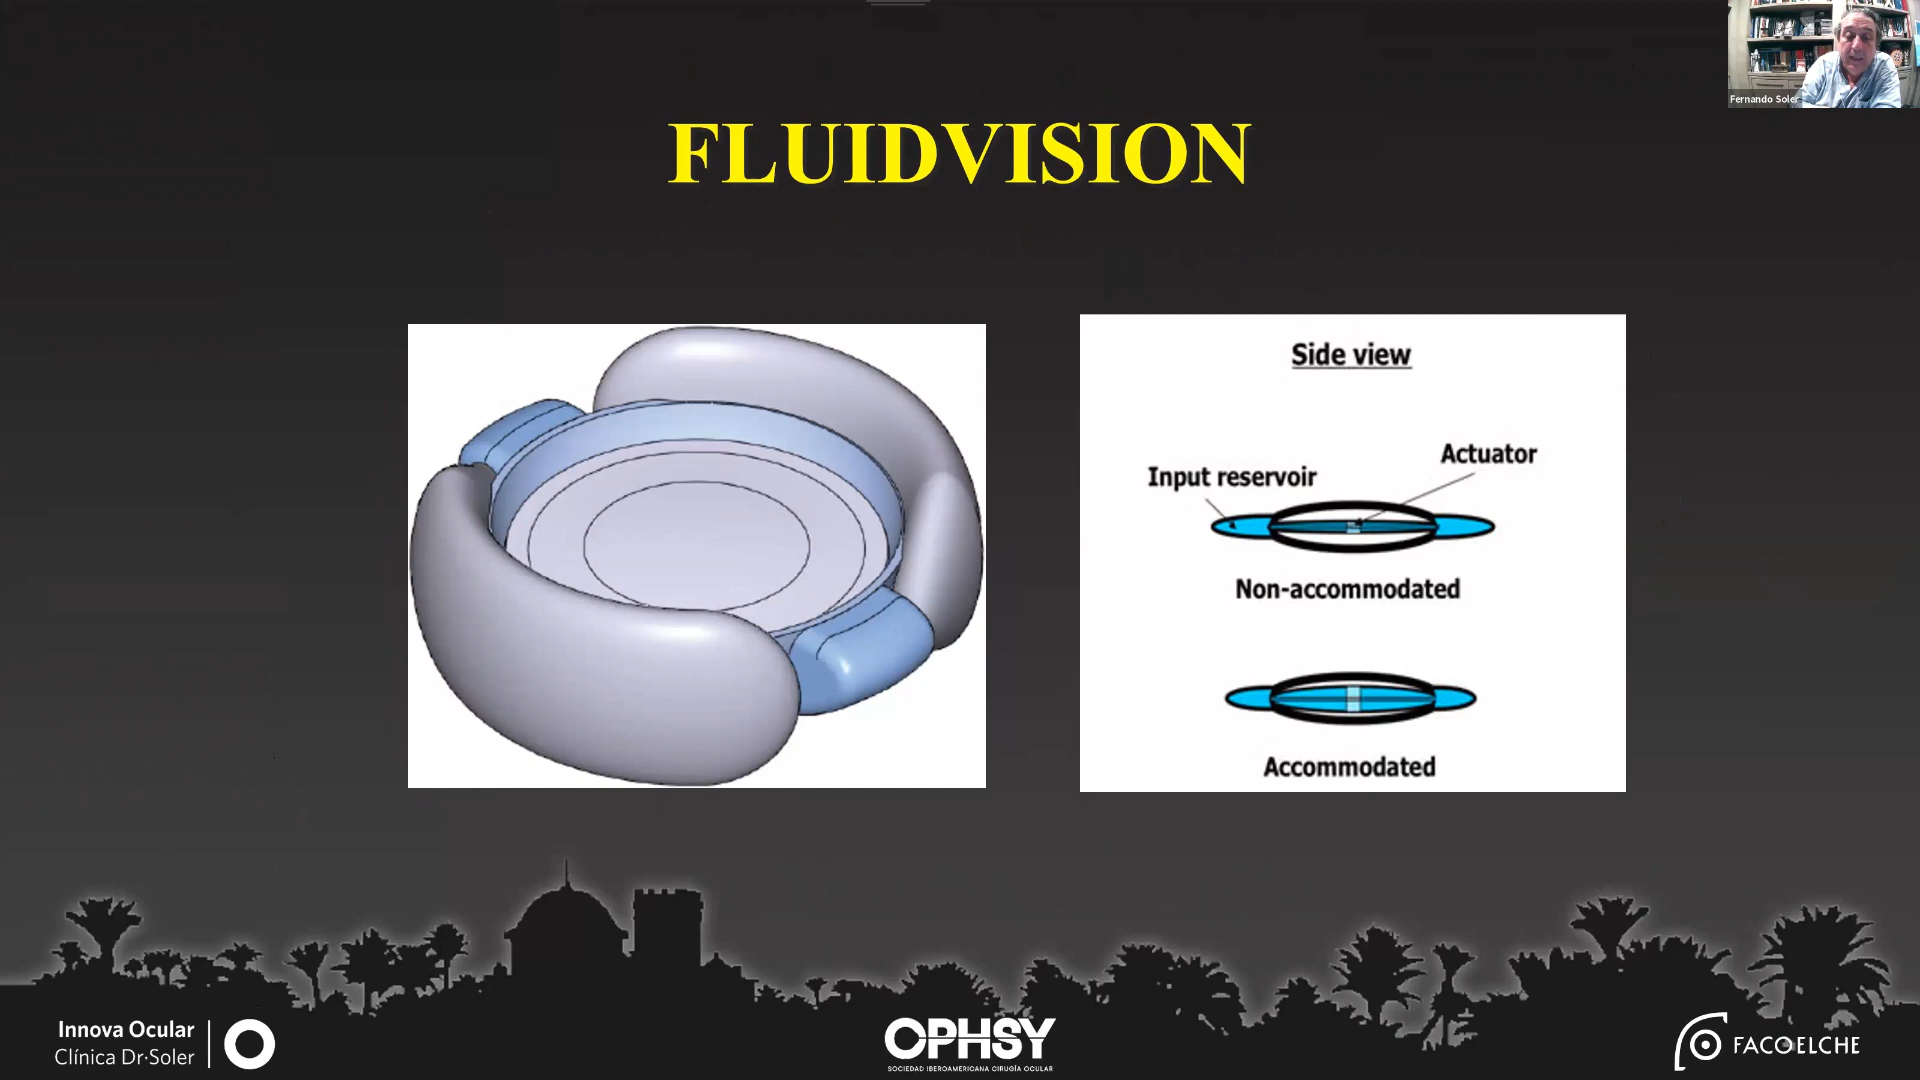 Fernando Soler
FLUIDVISION
Side view
Actuator
Input reservoir
Non-accommodated
Accommodated
Innova Ocular
Clínica Dr·Soler
OPHSY
SOCIEDAD IBEROAMERICANA CIRUGÍA OCULAR
FACOELCHE